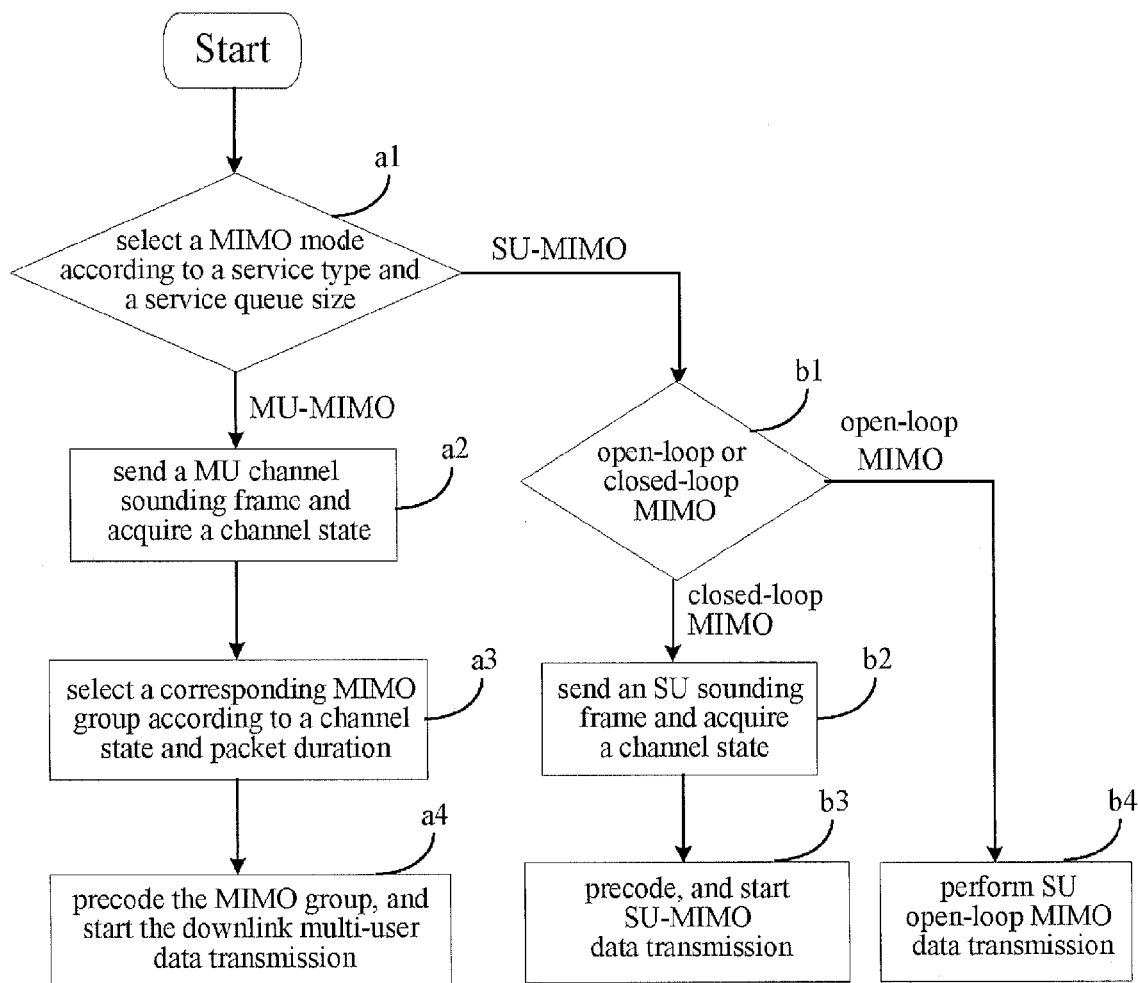 Start
a1
select a MIMO mode
according to a service type and
a service queue size
SU-MIMO
MU-MIMO
a2
send a MU channel
sounding frame and
acquire a channel state
b1
open-loop or
closed-loop
MIMO
open-loop
MIMO
closed-loop
MIMO
a3
select a corresponding MIMO
group according to a channel
state and packet duration
b2
send an SU sounding
frame and acquire
a channel state
a4
precode the MIMO group, and
start the downlink multi-user
data transmission
b3
precode, and start
SU-MIMO
data transmission
b4
perform SU
open-loop MIMO
data transmission